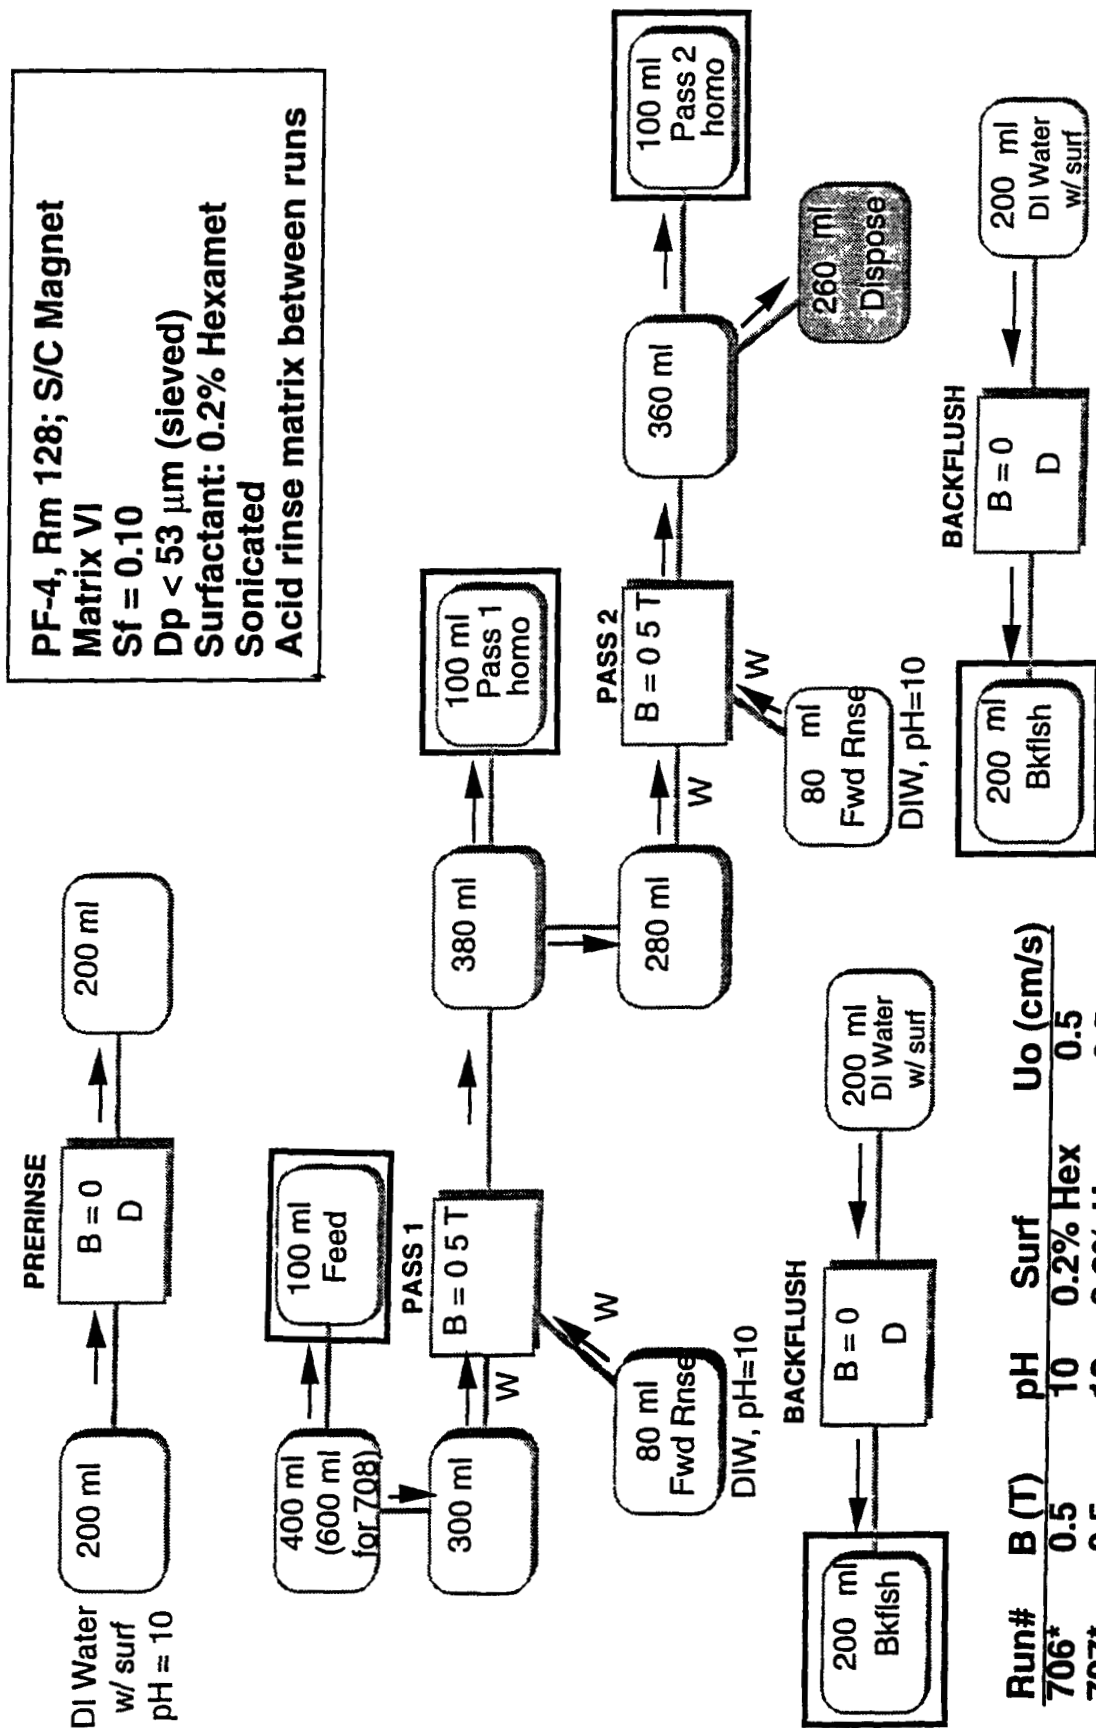 PF-4, Rm 128; S/C Magnet
Matrix VI
Sf = 0.10
Dp < 53 μm (sieved)
Surfactant: 0.2% Hexamet
Sonicated
Acid rinse matrix between runs
PRERINSE
DI Water
w/ surf
pH = 10
200 ml
B = 0
D
200 ml
400 ml
(600 ml
for 708)
100 ml
Feed
300 ml
W
PASS 1
B = 0 5 T
W
80 ml
Fwd Rnse
DIW, pH=10
380 ml
100 ml
Pass 1
homo
280 ml
W
PASS 2
B = 0 5 T
W
80 ml
Fwd Rnse
DIW, pH=10
360 ml
100 ml
Pass 2
homo
260 ml
Dispose
BACKFLUSH
200 ml
Bkflsh
B = 0
D
200 ml
DI Water
w/ surf
BACKFLUSH
200 ml
Bkflsh
B = 0
D
200 ml
DI Water
w/ surf
Run# B (T) pH Surf Uo (cm/s)
706* 0.5 10 0.2% Hex 0.5